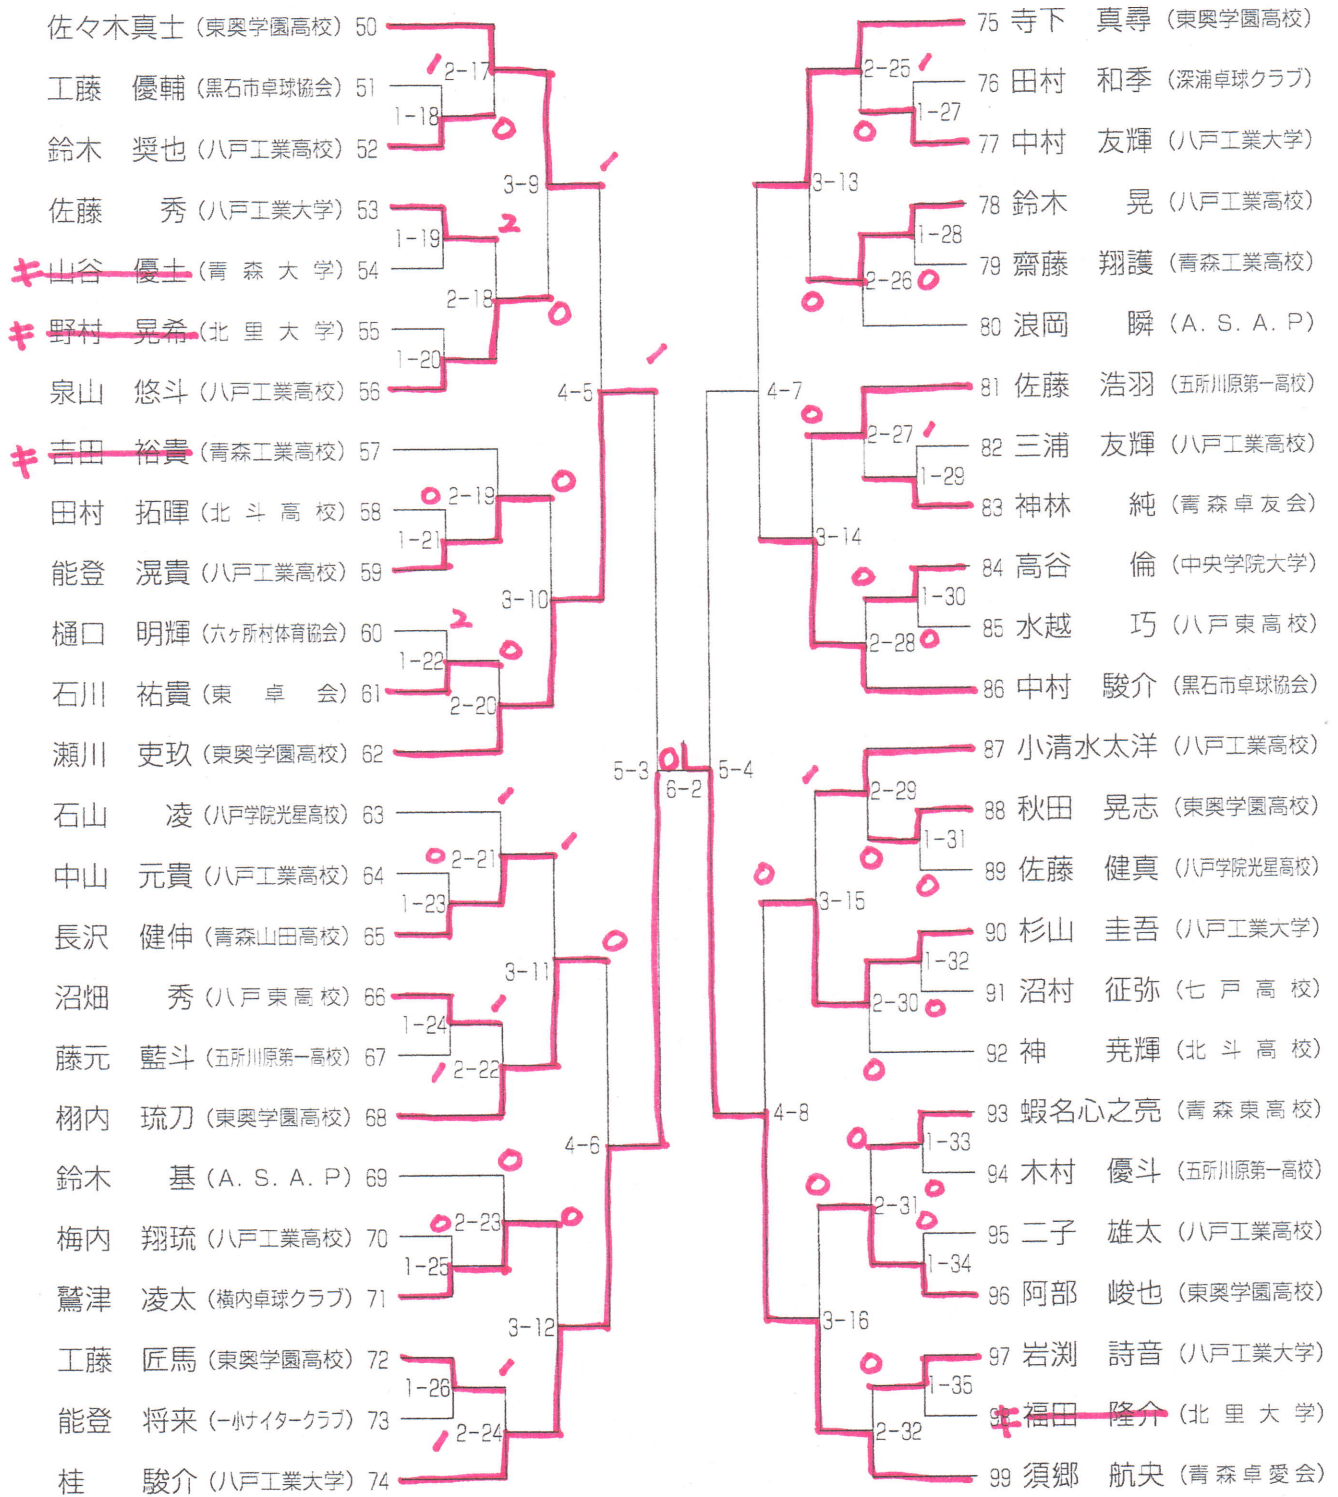 佐々木真士 (東奥学園高校) 50
2-17
工藤 優輔 (黒石市卓球協会) 51
1-18
0
鈴木 奨也 (八戸工業高校) 52
3-9
佐藤 秀 (八戸工業大学) 53
1-19
2
キ 山谷 優士 (青森大学) 54
2-18
0
キ 野村 晃希 (北里大学) 55
1-20
泉山 悠斗 (八戸工業高校) 56
4-5
キ 吉田 裕貴 (青森工業高校) 57
0
2-19
0
田村 拓暉 (北斗高校) 58
1-21
能登 滉貴 (八戸工業高校) 59
3-10
樋口 明輝 (六ヶ所村体育協会) 60
2
1-22
0
石川 祐貴 (東卓会) 61
2-20
瀬川 吏玖 (東奥学園高校) 62
5-3
0
6-2
5-4
石山 凌 (八戸学院光星高校) 63
0
2-21
中山 元貴 (八戸工業高校) 64
1-23
長沢 健伸 (青森山田高校) 65
0
3-11
沼畑 秀 (八戸東高校) 66
1-24
藤元 藍斗 (五所川原第一高校) 67
2-22
栩内 琉刀 (東奥学園高校) 68
4-6
0
鈴木 基 (A.S.A.P) 69
0
2-23
0
梅内 翔琉 (八戸工業高校) 70
1-25
鷲津 凌太 (横内卓球クラブ) 71
3-12
工藤 匠馬 (東奥学園高校) 72
1-26
能登 将来 (一小ナイタークラブ) 73
2-24
桂 駿介 (八戸工業大学) 74
75 寺下 真尋 (東奥学園高校)
2-25
76 田村 和季 (深浦卓球クラブ)
1-27
0
77 中村 友輝 (八戸工業大学)
3-13
78 鈴木 晃 (八戸工業高校)
1-28
79 齋藤 翔護 (青森工業高校)
2-26
0
0
80 浪岡 瞬 (A.S.A.P)
4-7
81 佐藤 浩羽 (五所川原第一高校)
0
2-27
82 三浦 友輝 (八戸工業高校)
1-29
83 神林 純 (青森卓友会)
3-14
84 高谷 倫 (中央学院大学)
0
1-30
85 水越 巧 (八戸東高校)
2-28
0
86 中村 駿介 (黒石市卓球協会)
87 小清水太洋 (八戸工業高校)
2-29
88 秋田 晃志 (東奥学園高校)
1-31
0
89 佐藤 健真 (八戸学院光星高校)
0
0
3-15
90 杉山 圭吾 (八戸工業大学)
1-32
91 沼村 征弥 (七戸高校)
2-30
0
92 神 尭輝 (北斗高校)
0
4-8
93 蝦名心之亮 (青森東高校)
0
1-33
94 木村 優斗 (五所川原第一高校)
0
0
2-31
0
95 二子 雄太 (八戸工業高校)
1-34
96 阿部 峻也 (東奥学園高校)
3-16
97 岩渕 詩音 (八戸工業大学)
0
1-35
キ 98 福田 隆介 (北里大学)
2-32
99 須郷 航央 (青森卓愛会)